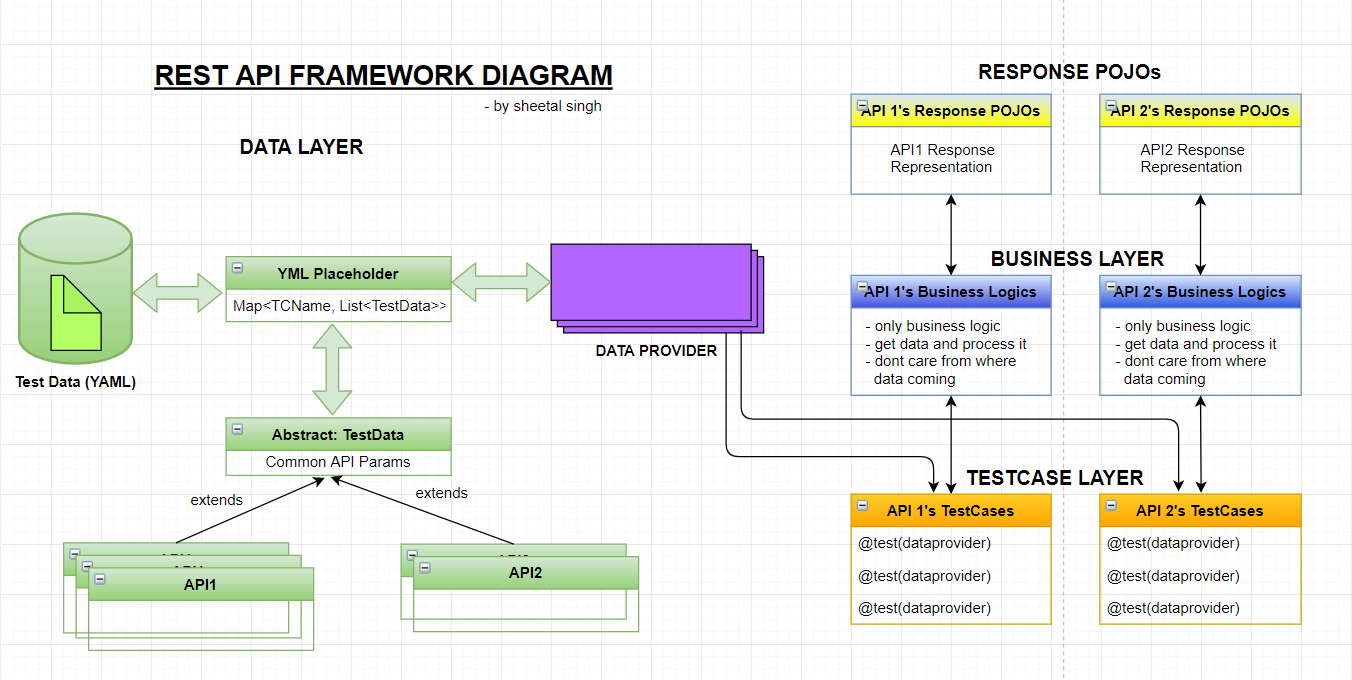 REST API FRAMEWORK DIAGRAM
- by sheetal singh
DATA LAYER
Test Data (YAML)
YML Placeholder
Map<TCName, List<TestData>>
DATA PROVIDER
Abstract: TestData
Common API Params
extends
extends
API1
API2
RESPONSE POJOs
API 1's Response POJOs
API1 Response
Representation
API 2's Response POJOs
API2 Response
Representation
BUSINESS LAYER
API 1's Business Logics
- only business logic
- get data and process it
- dont care from where
data coming
API 2's Business Logics
- only business logic
- get data and process it
- dont care from where
data coming
TESTCASE LAYER
API 1's TestCases
@test(dataprovider)
@test(dataprovider)
@test(dataprovider)
API 2's TestCases
@test(dataprovider)
@test(dataprovider)
@test(dataprovider)